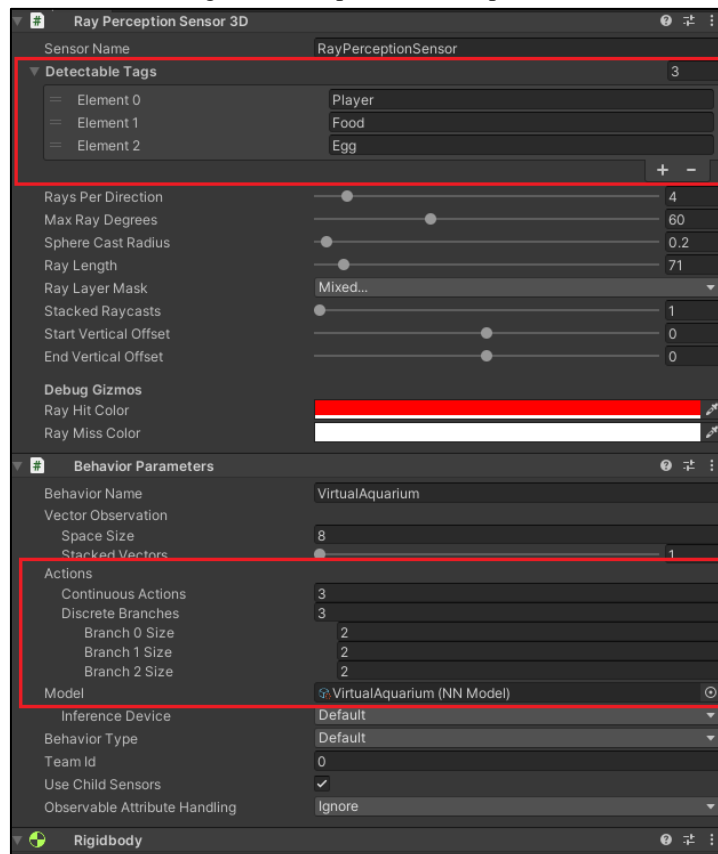 # Ray Perception Sensor 3D
Sensor Name RayPerceptionSensor
Detectable Tags 3
Element 0 Player
Element 1 Food
Element 2 Egg
+ -
Rays Per Direction 4
Max Ray Degrees 60
Sphere Cast Radius 0.2
Ray Length 71
Ray Layer Mask Mixed...
Stacked Raycasts 1
Start Vertical Offset 0
End Vertical Offset 0
Debug Gizmos
Ray Hit Color
Ray Miss Color
# Behavior Parameters
Behavior Name VirtualAquarium
Vector Observation
Space Size 8
Stacked Vectors 1
Actions
Continuous Actions 3
Discrete Branches 3
Branch 0 Size 2
Branch 1 Size 2
Branch 2 Size 2
Model VirtualAquarium (NN Model)
Inference Device Default
Behavior Type Default
Team Id 0
Use Child Sensors
Observable Attribute Handling Ignore
Rigidbody